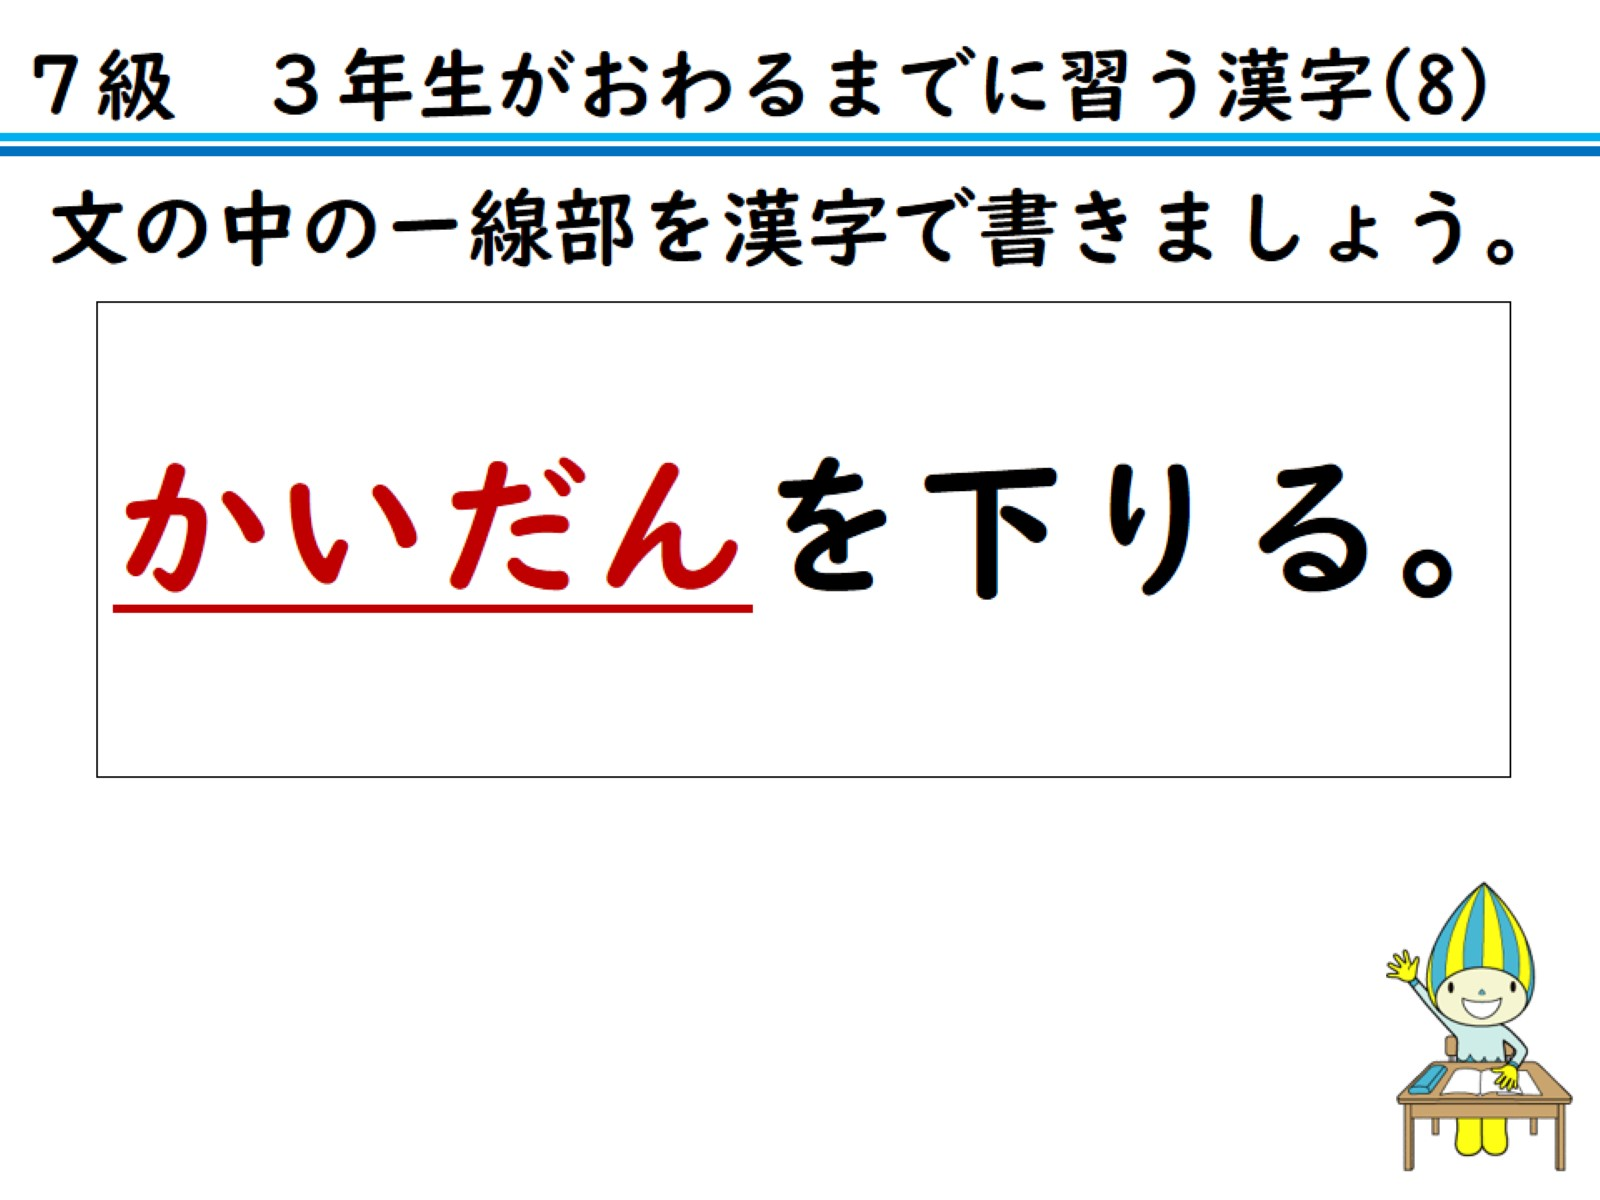 ７級　３年生がおわるまでに習う漢字(8)
文の中の一線部を漢字で書きましょう。
かいだんを下りる。